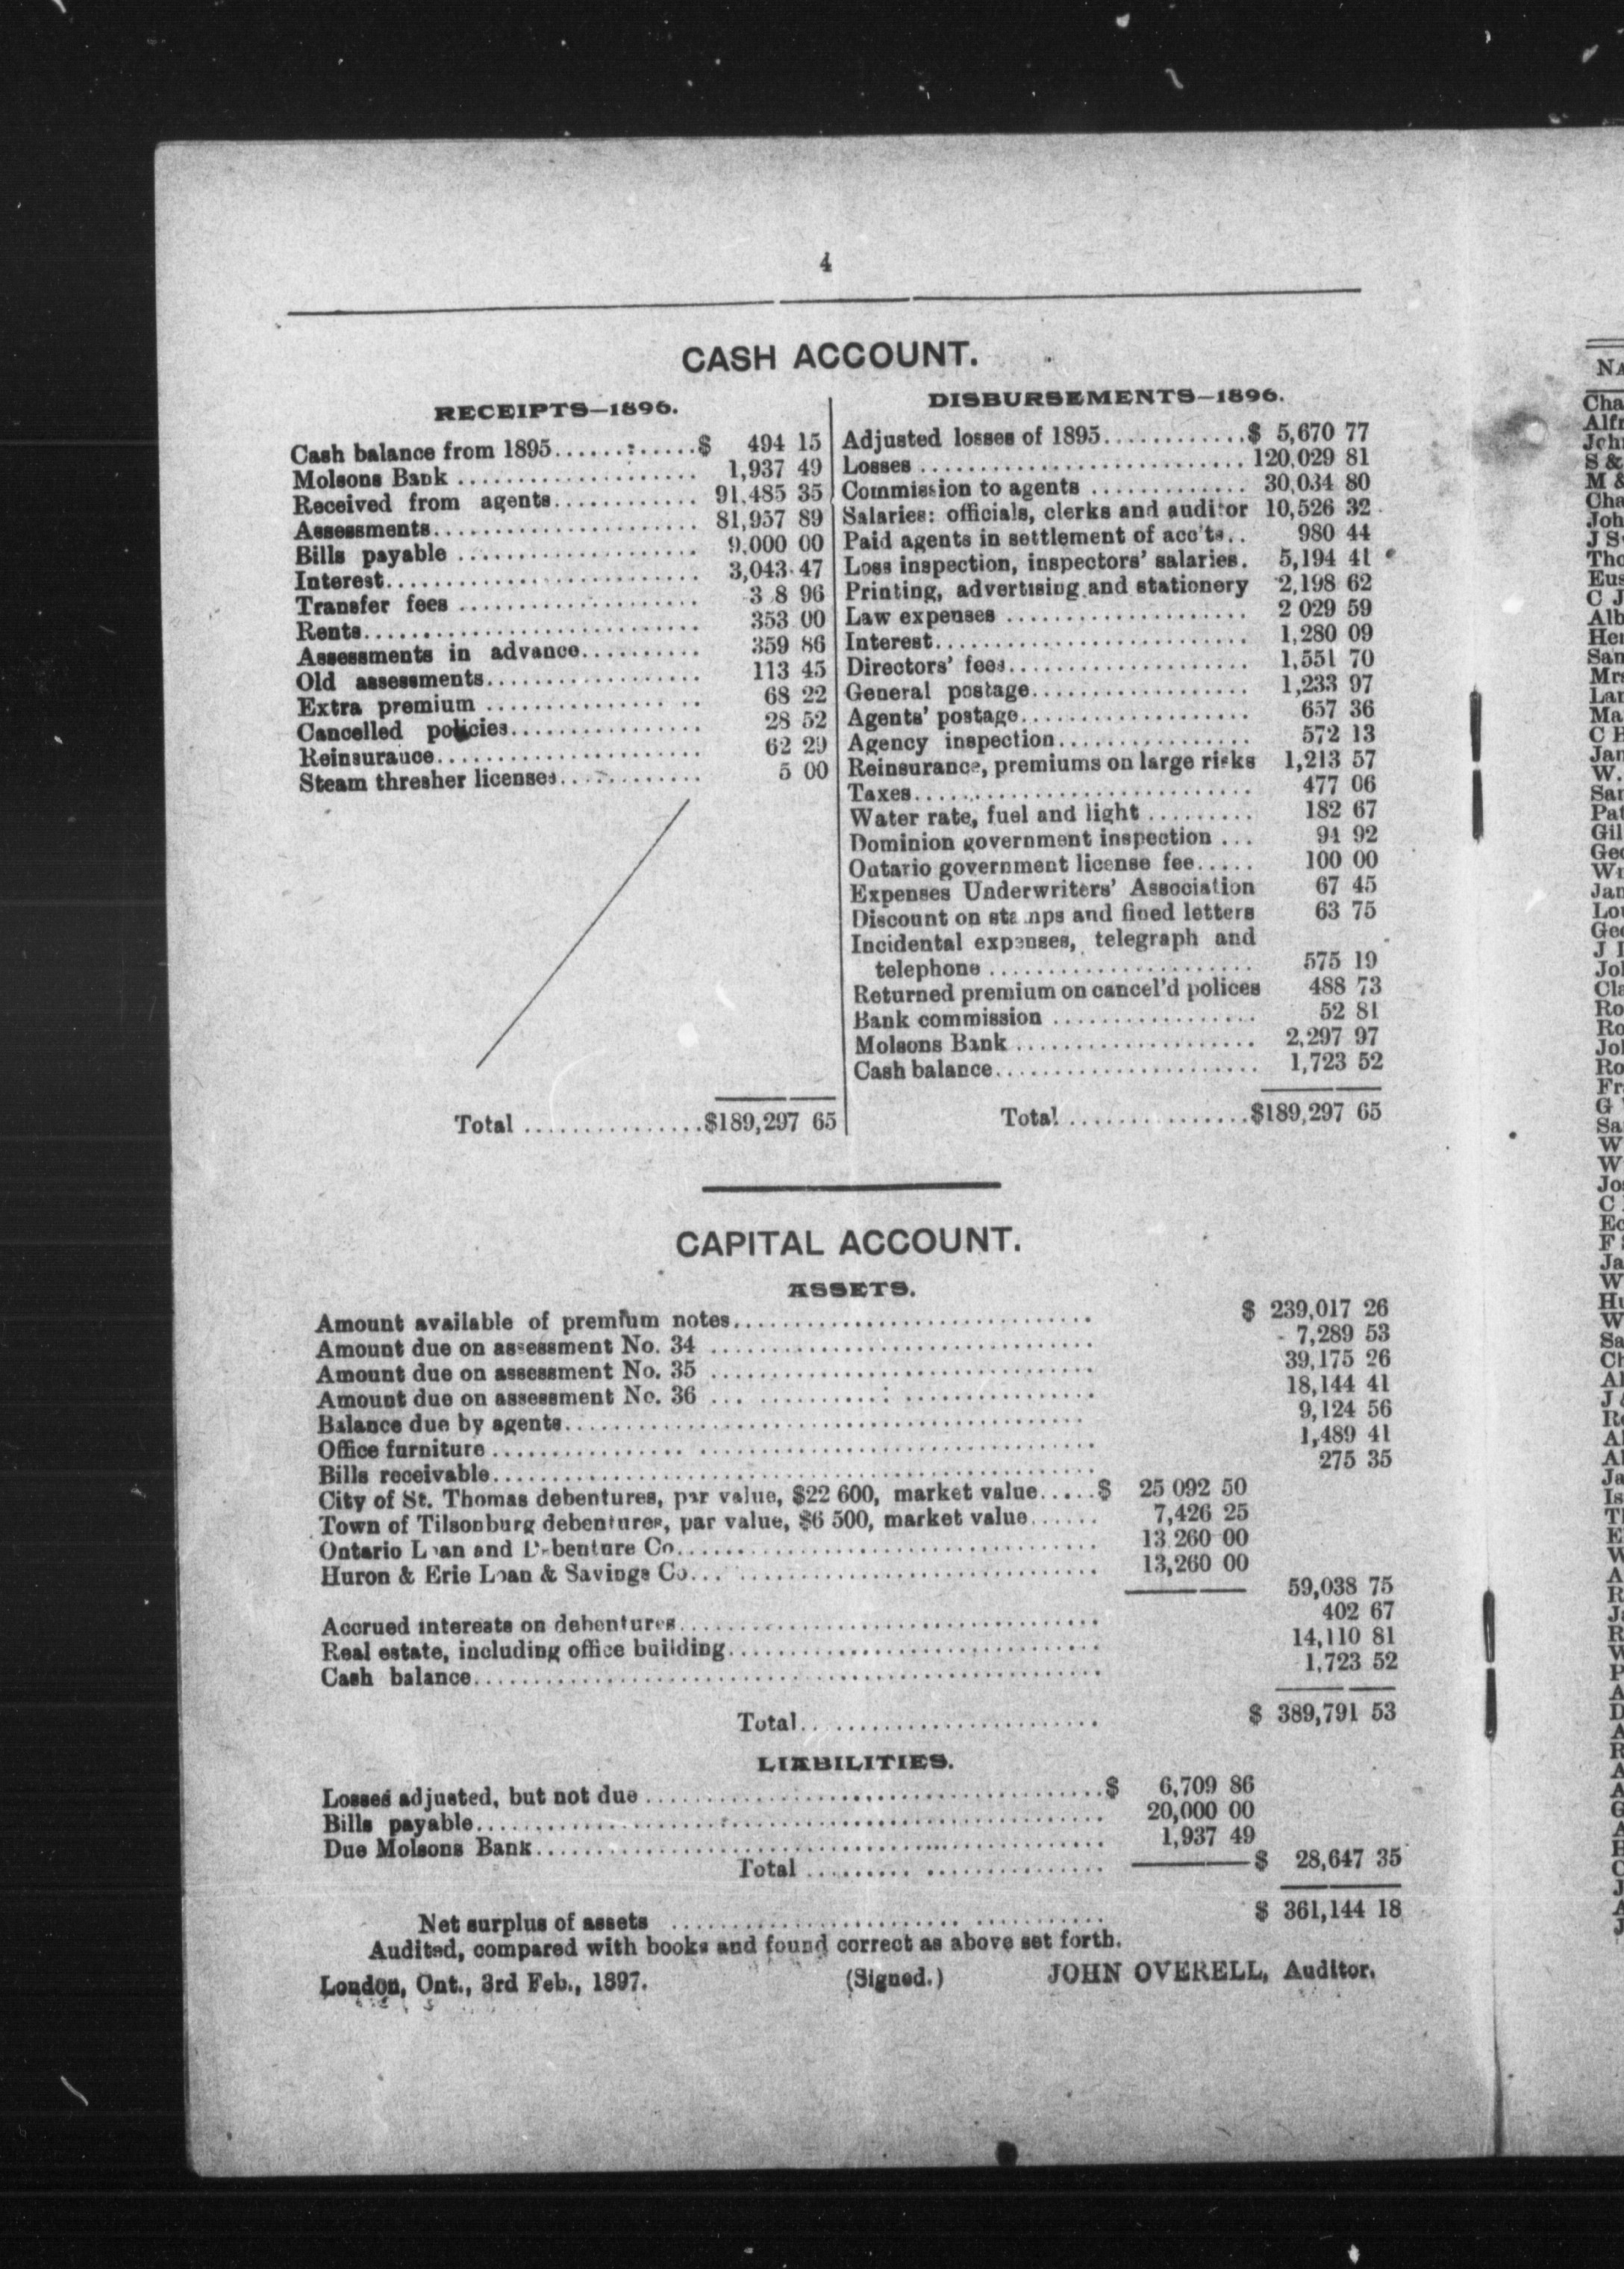 4
CASH ACCOUNT.
RECEIPTS—1896.
Cash balance from 1895 $ 494 15
Molsons Bank 1,937 49
Received from agents 91,485 35
Assessments 81,957 89
Bills payable 9,000 00
Interest 3,043 47
Transfer fees 3 8 96
Rents 353 00
Assessments in advance 359 86
Old assessments 113 45
Extra premium 68 22
Cancelled policies 28 52
Reinsurance 62 29
Steam thresher licenses 5 00
Total $189,297 65
DISBURSEMENTS—1896.
Adjusted losses of 1895 $ 5,670 77
Losses 120,029 81
Commission to agents 30,034 80
Salaries: officials, clerks and auditor 10,526 32
Paid agents in settlement of acc'ts 980 44
Loss inspection, inspectors' salaries. 5,194 41
Printing, advertising and stationery 2,198 62
Law expenses 2 029 59
Interest 1,280 09
Directors' fees 1,551 70
General postage 1,233 97
Agents' postage 657 36
Agency inspection 572 13
Reinsurance, premiums on large risks 1,213 57
Taxes 477 06
Water rate, fuel and light 182 67
Dominion government inspection 91 92
Ontario government license fee 100 00
Expenses Underwriters' Association 67 45
Discount on stamps and fined letters 63 75
Incidental expenses, telegraph and
telephone 575 19
Returned premium on cancel'd polices 488 73
Bank commission 52 81
Molsons Bank 2,297 97
Cash balance 1,723 52
Total $189,297 65
CAPITAL ACCOUNT.
ASSETS.
Amount available of premium notes $ 239,017 26
Amount due on assessment No. 34 7,289 53
Amount due on assessment No. 35 39,175 26
Amount due on assessment No. 36 18,144 41
Balance due by agents 9,124 56
Office furniture 1,489 41
Bills receivable 275 35
City of St. Thomas debentures, par value, $22 600, market value $ 25 092 50
Town of Tilsonburg debentures, par value, $6 500, market value 7,426 25
Ontario Loan and Debenture Co. 13 260 00
Huron & Erie Loan & Savings Co. 13,260 00
59,038 75
Accrued interests on debentures 402 67
Real estate, including office building 14,110 81
Cash balance 1,723 52
Total $ 389,791 53
LIABILITIES.
Losses adjusted, but not due $ 6,709 86
Bills payable 20,000 00
Due Molsons Bank 1,937 49
Total $ 28,647 35
Net surplus of assets $ 361,144 18
Audited, compared with books and found correct as above set forth.
London, Ont., 3rd Feb., 1897. (Signed.) JOHN OVERELL, Auditor.